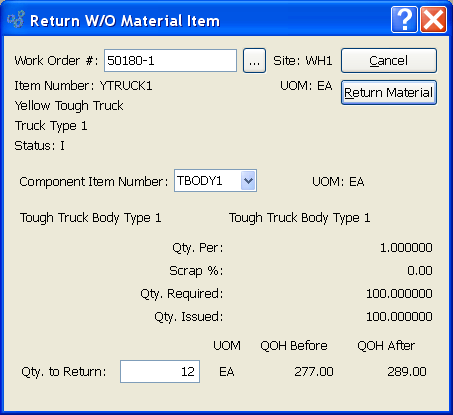 Return W/O Material Item
Work Order #: 50180-1 ... Site: WH1 Cancel
Item Number: YTRUCK1 UOM: EA Return Material
Yellow Tough Truck
Truck Type 1
Status: I
Component Item Number: TBODY1 UOM: EA
Tough Truck Body Type 1 Tough Truck Body Type 1
Qty. Per: 1.000000
Scrap %: 0.00
Qty. Required: 100.000000
Qty. Issued: 100.000000
UOM QOH Before QOH After
Qty. to Return: 12 EA 277.00 289.00